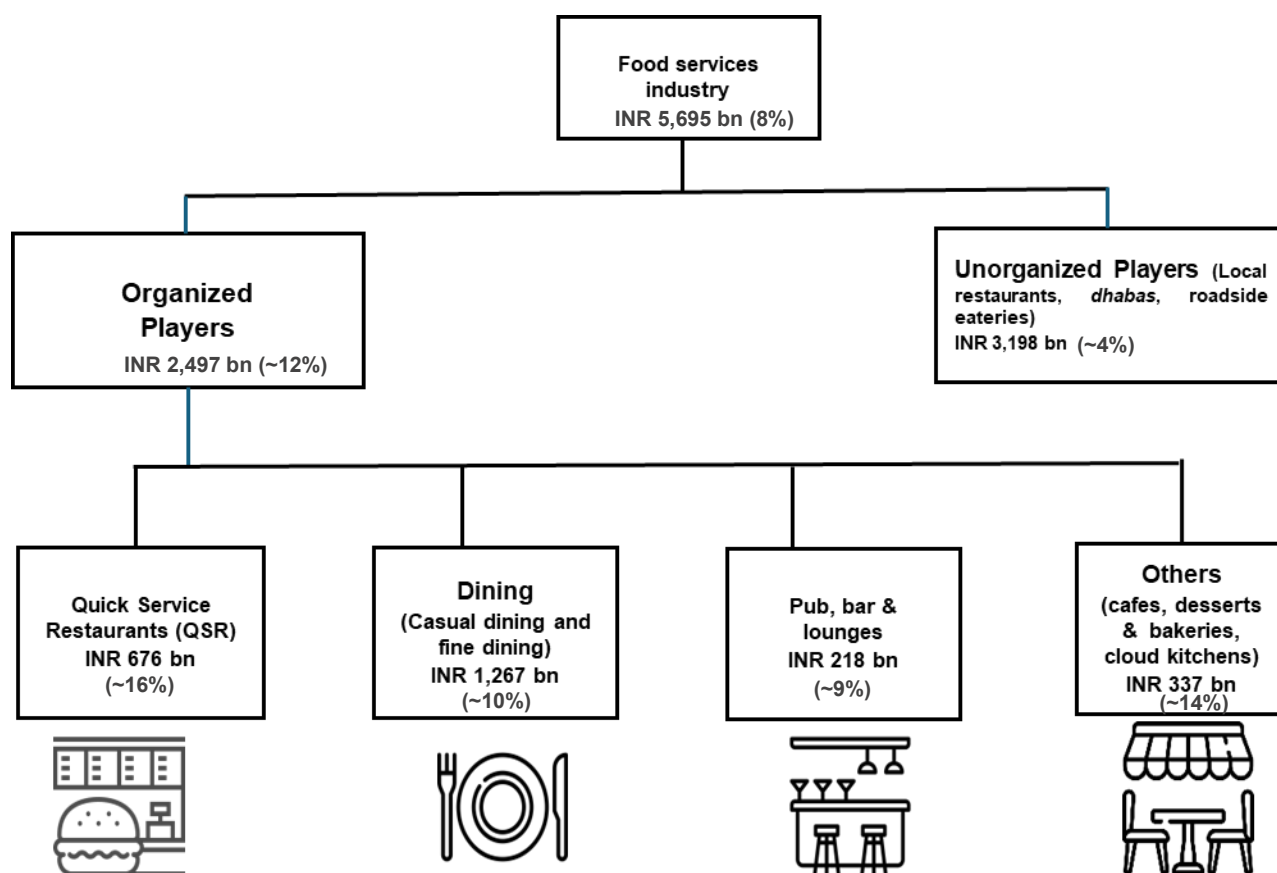 Food services
industry
INR 5,695 bn (8%)
Organized
Players
INR 2,497 bn (~12%)
Unorganized Players (Local
restaurants, dhabas, roadside
eateries)
INR 3,198 bn (~4%)
Quick Service
Restaurants (QSR)
INR 676 bn
(~16%)
Dining
(Casual dining and
fine dining)
INR 1,267 bn
(~10%)
Pub, bar &
lounges
INR 218 bn
(~9%)
Others
(cafes, desserts
& bakeries,
cloud kitchens)
INR 337 bn
(~14%)